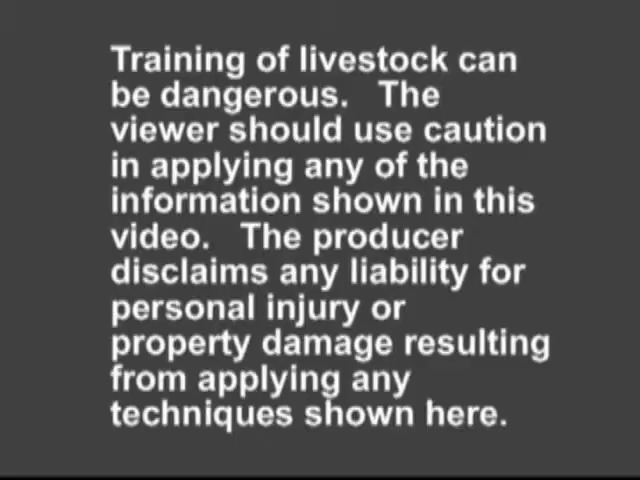 Training of livestock can
be dangerous.   The
viewer should use caution
in applying any of the
information shown in this
video.   The producer
disclaims any liability for
personal injury or
property damage resulting
from applying any
techniques shown here.